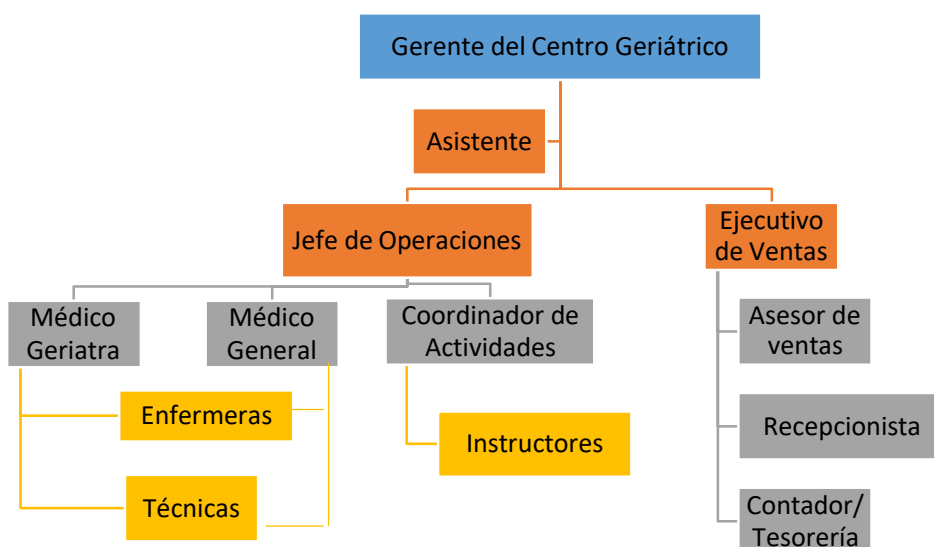 Gerente del Centro Geriátrico
Asistente
Jefe de Operaciones
Ejecutivo
de Ventas
Médico
Geriatra
Médico
General
Coordinador de
Actividades
Asesor de
ventas
Enfermeras
Instructores
Recepcionista
Técnicas
Contador/
Tesorería